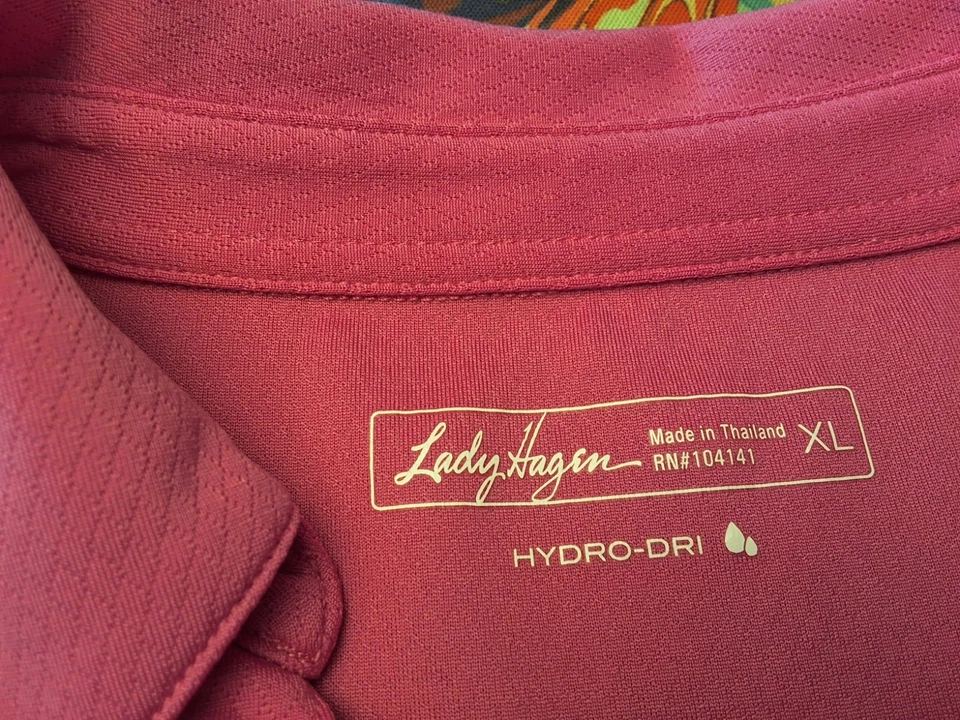 Lady Hagen
Made in Thailand
RN#104141
XL
HYDRO-DRI